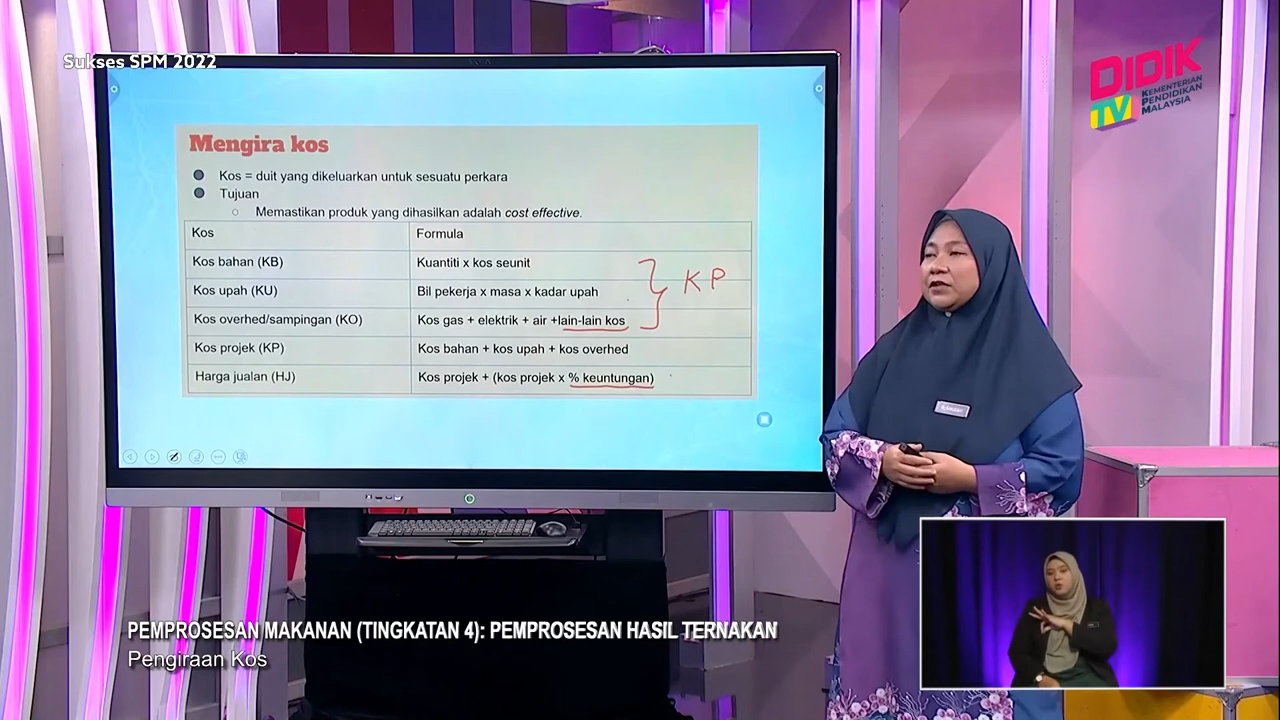 Sukses SPM 2022
DIDIK
TV
KEMENTERIAN
PENDIDIKAN
MALAYSIA
Mengira kos
Kos = duit yang dikeluarkan untuk sesuatu perkara
Tujuan
Memastikan produk yang dihasilkan adalah cost effective.
Kos Formula
Kos bahan (KB) Kuantiti x kos seunit
Kos upah (KU) Bil pekerja x masa x kadar upah
KP
Kos overhed/sampingan (KO) Kos gas + elektrik + air +lain-lain kos
Kos projek (KP) Kos bahan + kos upah + kos overhed
Harga jualan (HJ) Kos projek + (kos projek x % keuntungan)
PEMPROSESAN MAKANAN (TINGKATAN 4): PEMPROSESAN HASIL TERNAKAN
Pengiraan Kos